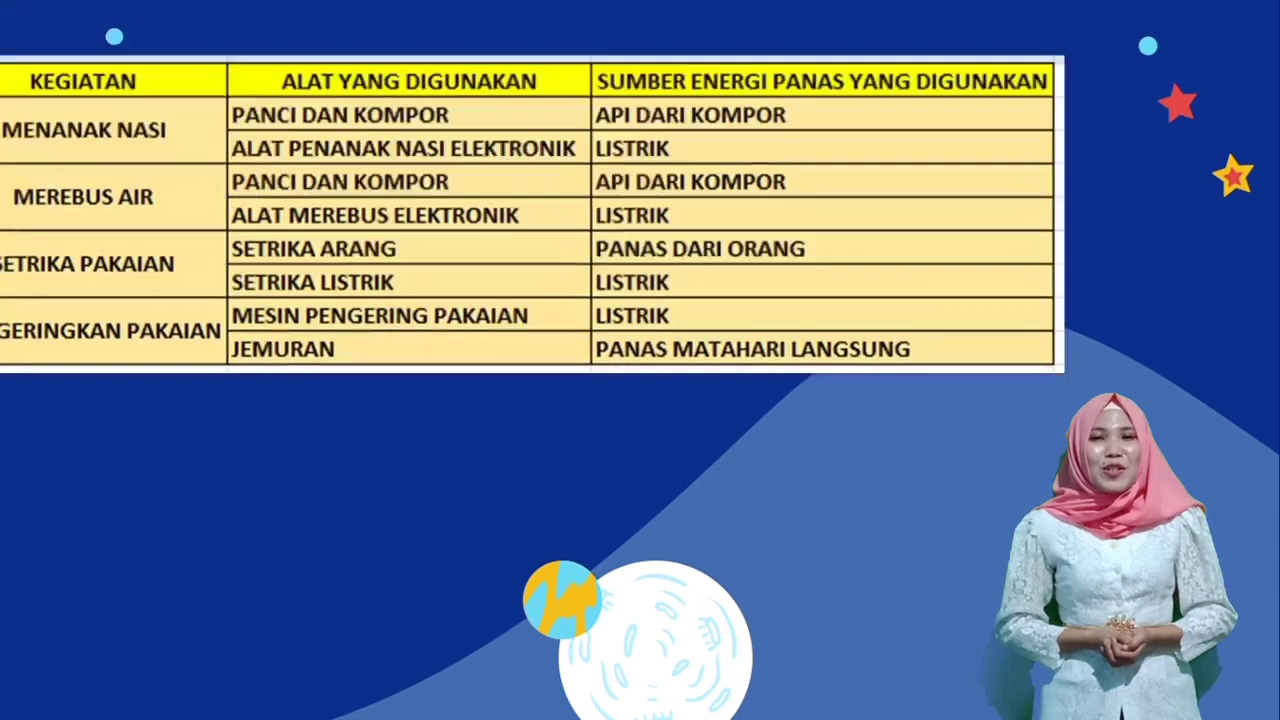 KEGIATAN ALAT YANG DIGUNAKAN SUMBER ENERGI PANAS YANG DIGUNAKAN
MENANAK NASI PANCI DAN KOMPOR API DARI KOMPOR
ALAT PENANAK NASI ELEKTRONIK LISTRIK
MEREBUS AIR PANCI DAN KOMPOR API DARI KOMPOR
ALAT MEREBUS ELEKTRONIK LISTRIK
SETRIKA PAKAIAN SETRIKA ARANG PANAS DARI ORANG
SETRIKA LISTRIK LISTRIK
GERINGKAN PAKAIAN MESIN PENGERING PAKAIAN LISTRIK
JEMURAN PANAS MATAHARI LANGSUNG